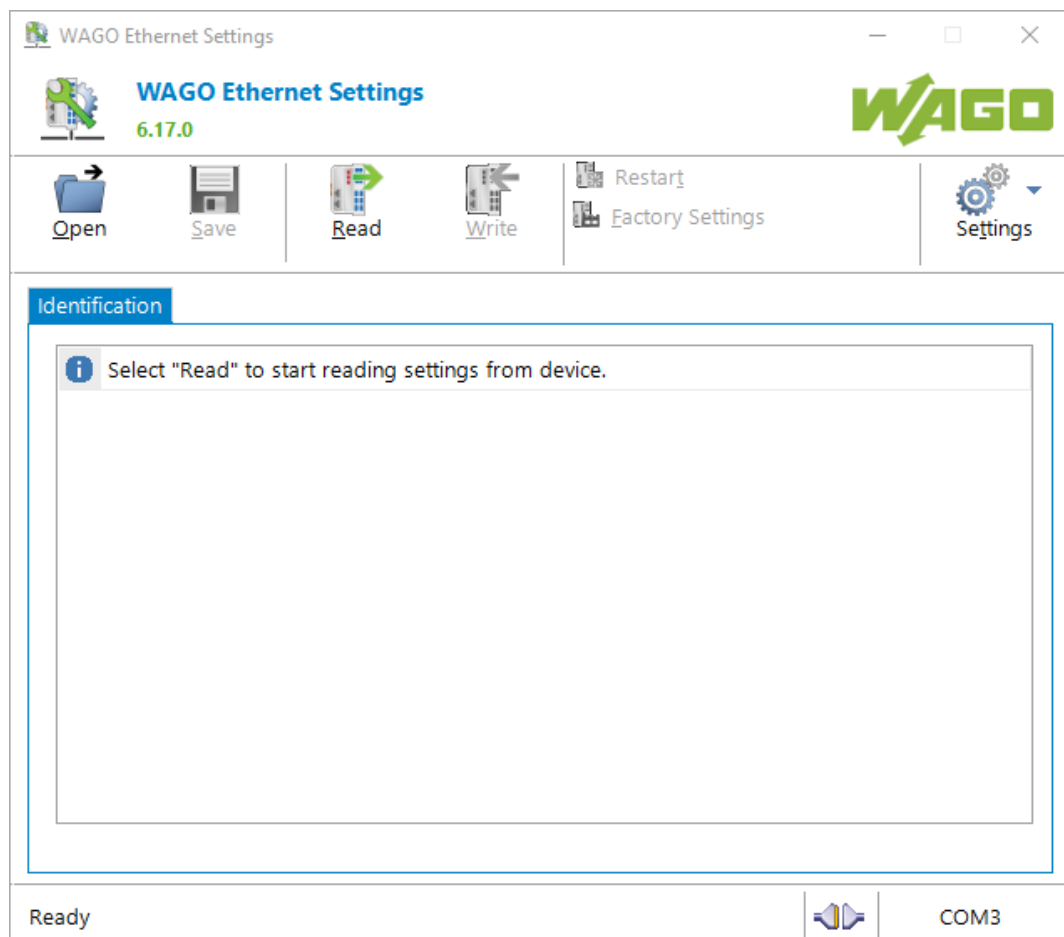 WAGO Ethernet Settings
WAGO Ethernet Settings
6.17.0
WAGO
Open
Save
Read
Write
Restart
Factory Settings
Settings
Identification
Select "Read" to start reading settings from device.
Ready
COM3